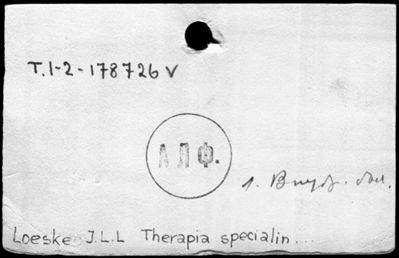 T.1-2-178726 V
АЛФ.
Loeske J.L.L Therapia specialin...